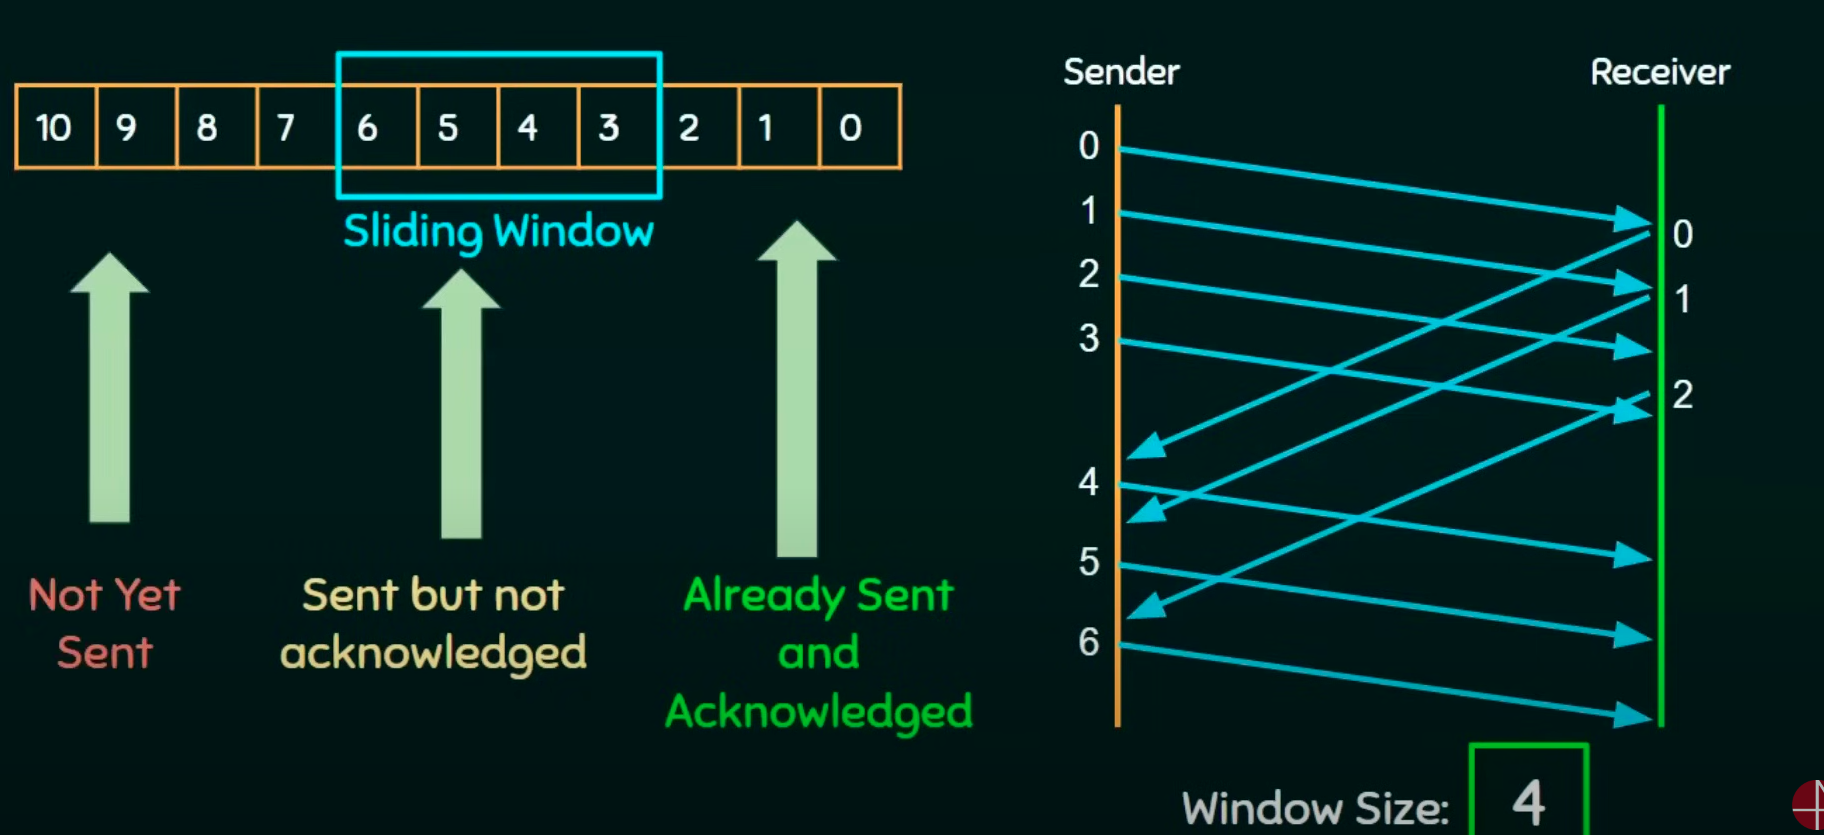 10 9 8 7 6 5 4 3 2 1 0
Sliding Window
Not Yet
Sent
Sent but not
acknowledged
Already Sent
and
Acknowledged
Sender
Receiver
0
1
2
3
4
5
6
0
1
2
Window Size: 4